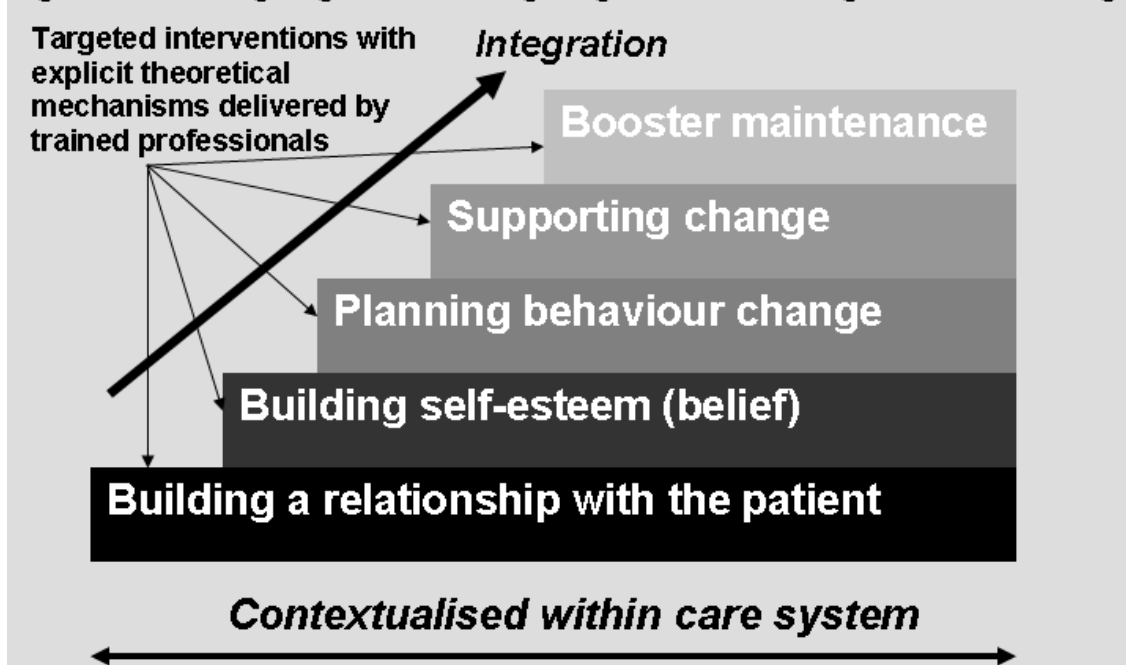 Targeted interventions with
explicit theoretical
mechanisms delivered by
trained professionals
Integration
Booster maintenance
Supporting change
Planning behaviour change
Building self-esteem (belief)
Building a relationship with the patient
Contextualised within care system